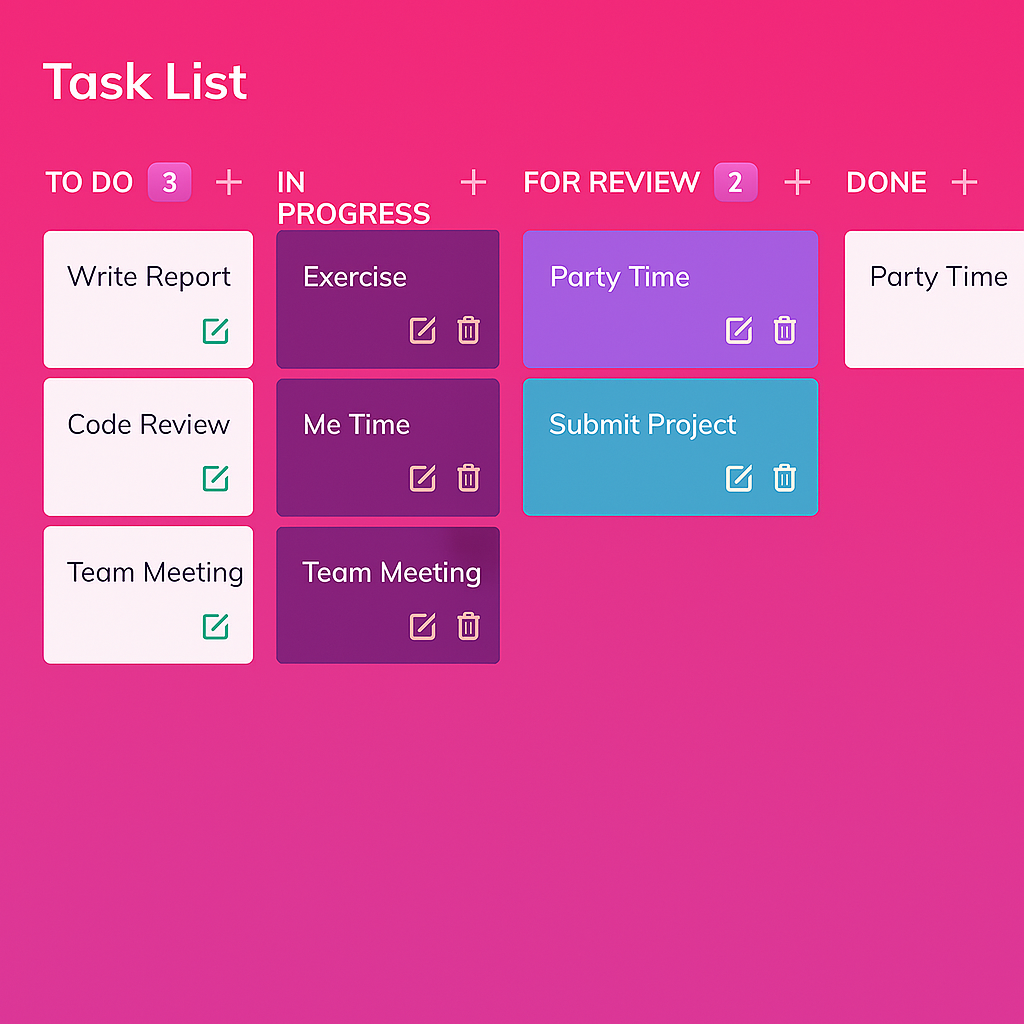 Task List
TO DO 3 +
IN
PROGRESS +
FOR REVIEW 2 +
DONE +
Write Report
Code Review
Team Meeting
Exercise
Me Time
Team Meeting
Party Time
Submit Project
Party Time